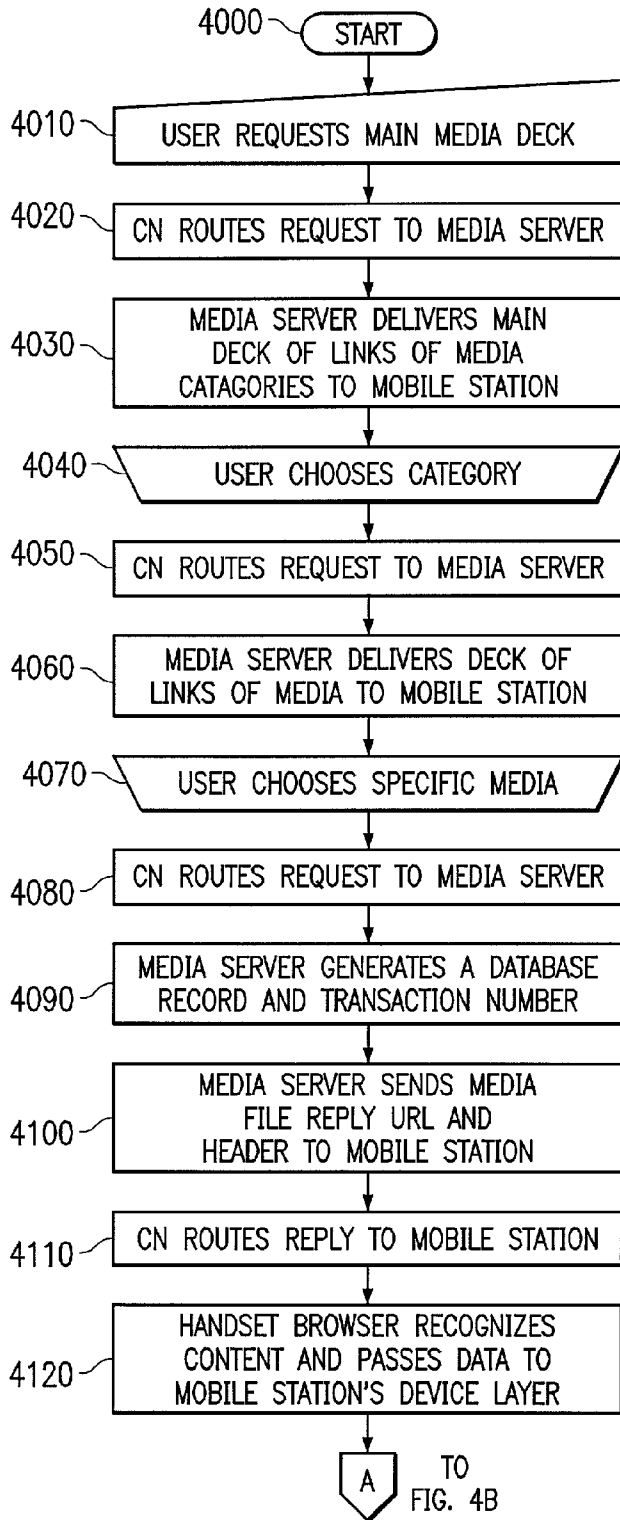 4000
START
4010
USER REQUESTS MAIN MEDIA DECK
4020
CN ROUTES REQUEST TO MEDIA SERVER
4030
MEDIA SERVER DELIVERS MAIN
DECK OF LINKS OF MEDIA
CATAGORIES TO MOBILE STATION
4040
USER CHOOSES CATEGORY
4050
CN ROUTES REQUEST TO MEDIA SERVER
4060
MEDIA SERVER DELIVERS DECK OF
LINKS OF MEDIA TO MOBILE STATION
4070
USER CHOOSES SPECIFIC MEDIA
4080
CN ROUTES REQUEST TO MEDIA SERVER
4090
MEDIA SERVER GENERATES A DATABASE
RECORD AND TRANSACTION NUMBER
4100
MEDIA SERVER SENDS MEDIA
FILE REPLY URL AND
HEADER TO MOBILE STATION
4110
CN ROUTES REPLY TO MOBILE STATION
4120
HANDSET BROWSER RECOGNIZES
CONTENT AND PASSES DATA TO
MOBILE STATION'S DEVICE LAYER
A
TO
FIG. 4B